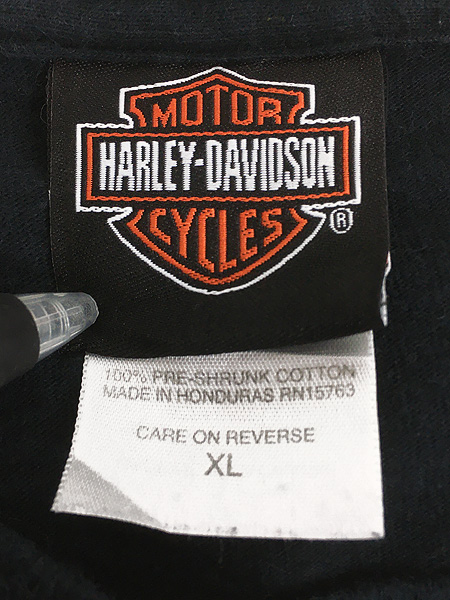 MOTOR
HARLEY-DAVIDSON
CYCLES
®
100% PRE-SHRUNK COTTON
MADE IN HONDURAS RN15763
CARE ON REVERSE
XL